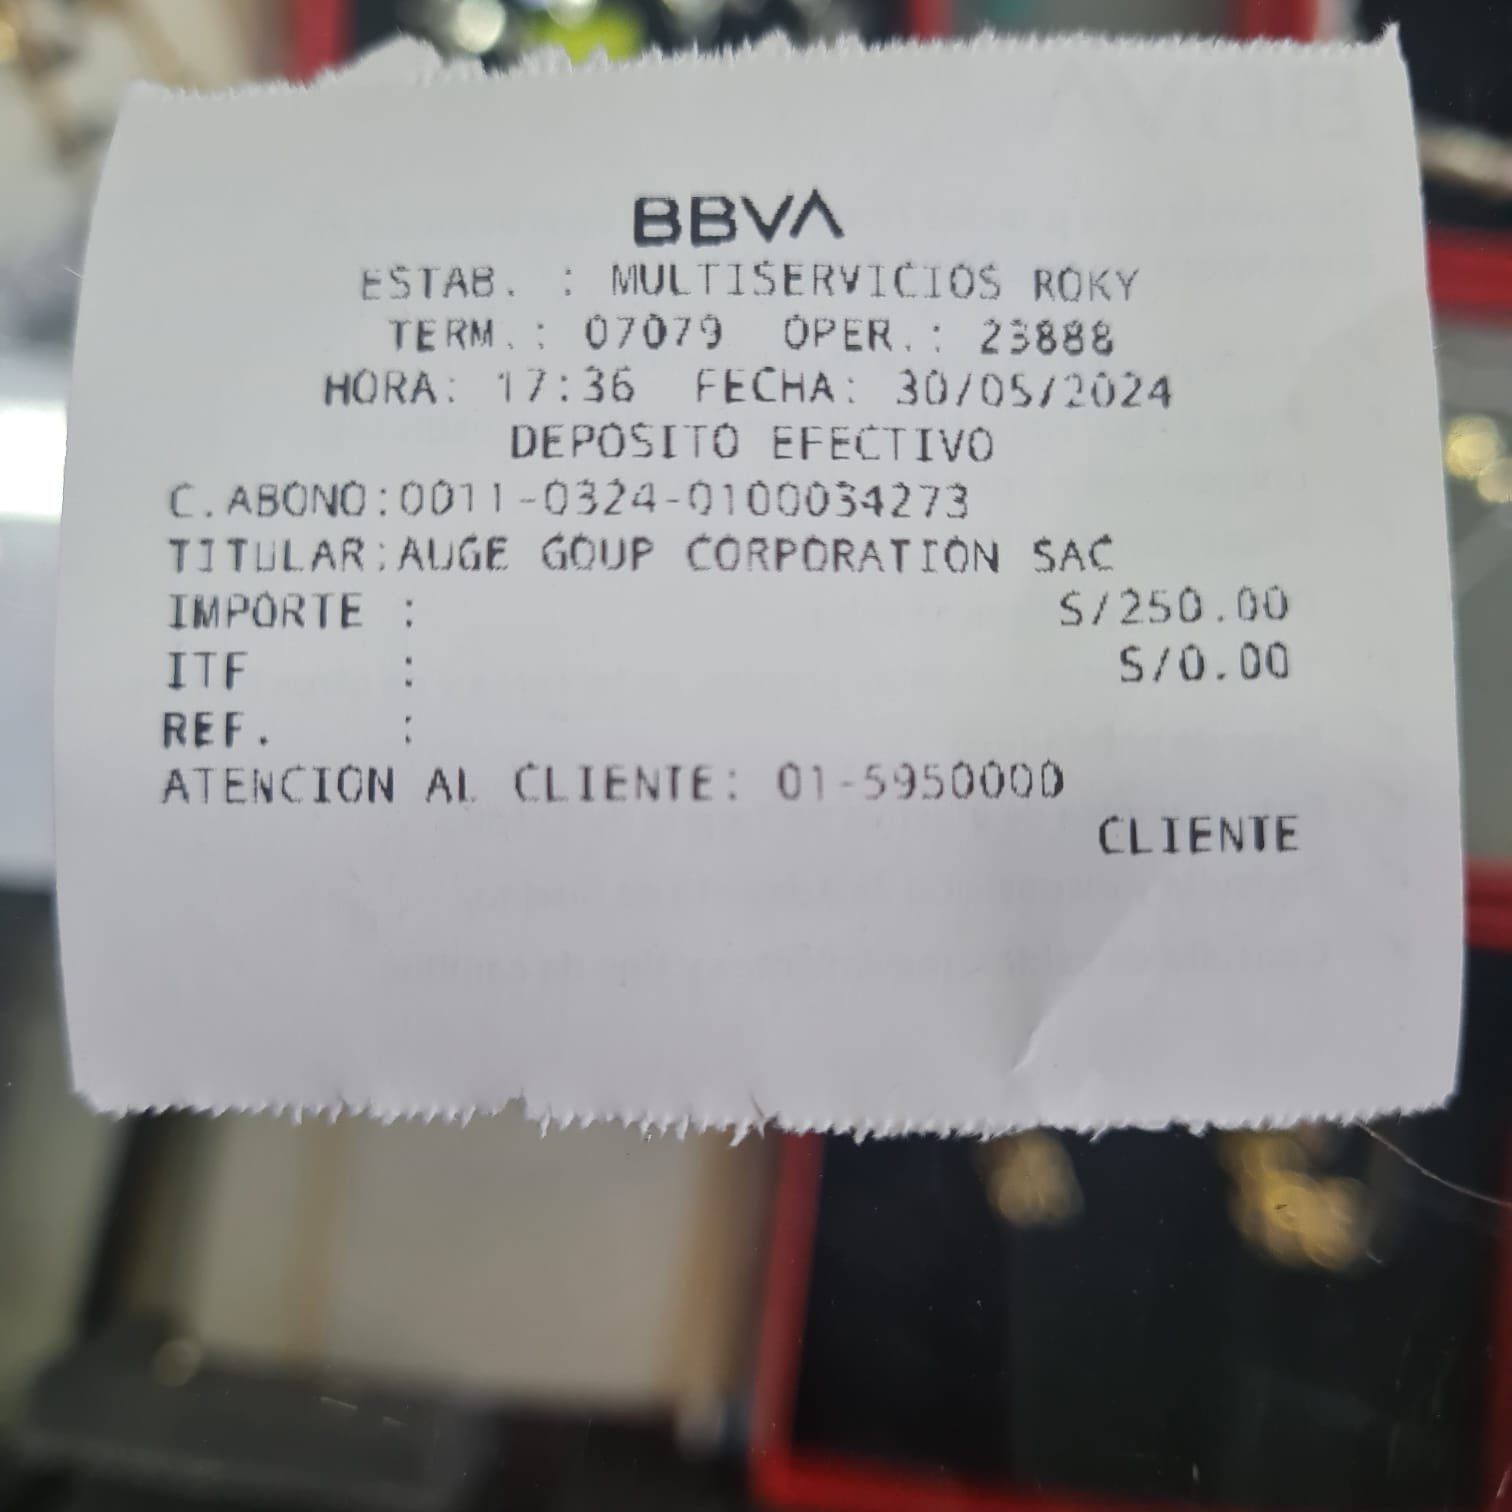 BBVA
ESTAB. : MULTISERVICIOS ROKY
TERM.: 07079 OPER.: 23888
HORA: 17:36 FECHA: 30/05/2024
DEPOSITO EFECTIVO
C.ABONO:0011-0324-0100034273
TITULAR:AUGE GOUP CORPORATION SAC
IMPORTE : S/250.00
ITF : S/0.00
REF. :
ATENCION AL CLIENTE: 01-5950000
CLIENTE